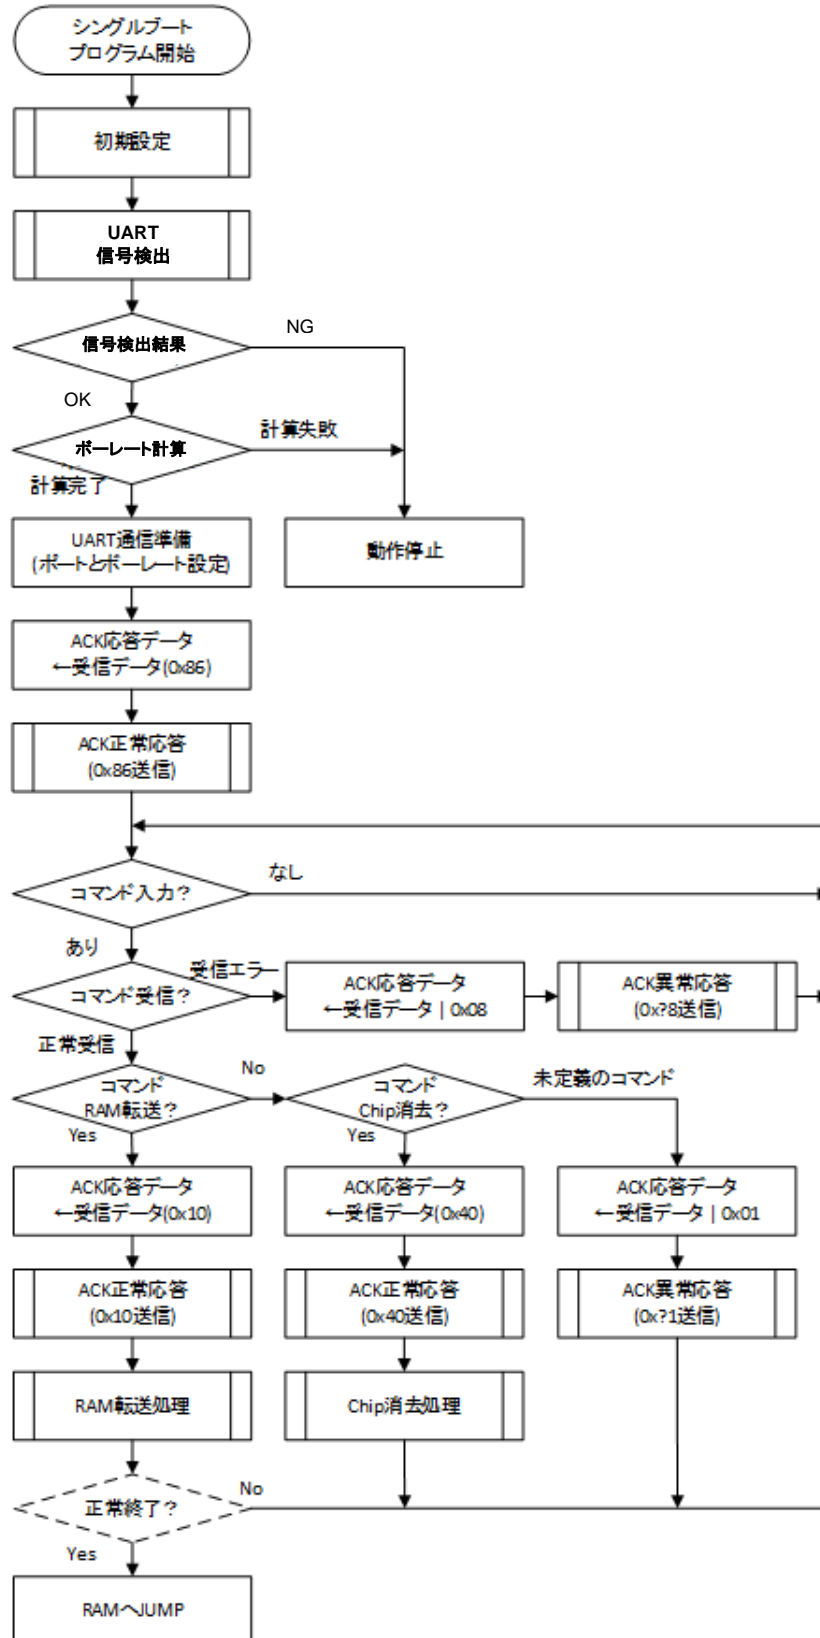 シングルブート
プログラム開始
初期設定
UART
信号検出
信号検出結果
NG
OK
ボーレート計算
計算失敗
計算完了
UART通信準備
(ポートとボーレート設定)
動作停止
ACK応答データ
←受信データ(0x86)
ACK正常応答
(0x86送信)
コマンド入力?
なし
あり
コマンド受信?
受信エラー
ACK応答データ
←受信データ | 0x08
ACK異常応答
(0x?8送信)
正常受信
コマンド
RAM転送?
No
コマンド
Chip消去?
未定義のコマンド
Yes
Yes
ACK応答データ
←受信データ(0x10)
ACK応答データ
←受信データ(0x40)
ACK応答データ
←受信データ | 0x01
ACK正常応答
(0x10送信)
ACK正常応答
(0x40送信)
ACK異常応答
(0x?1送信)
RAM転送処理
Chip消去処理
正常終了?
No
Yes
RAMへJUMP